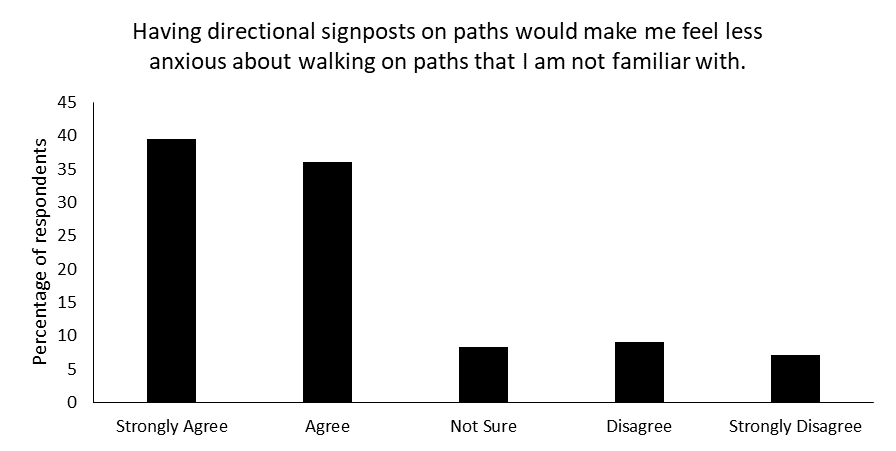 Having directional signposts on paths would make me feel less
anxious about walking on paths that I am not familiar with.
Percentage of respondents
45
40
35
30
25
20
15
10
5
0
Strongly Agree
Agree
Not Sure
Disagree
Strongly Disagree